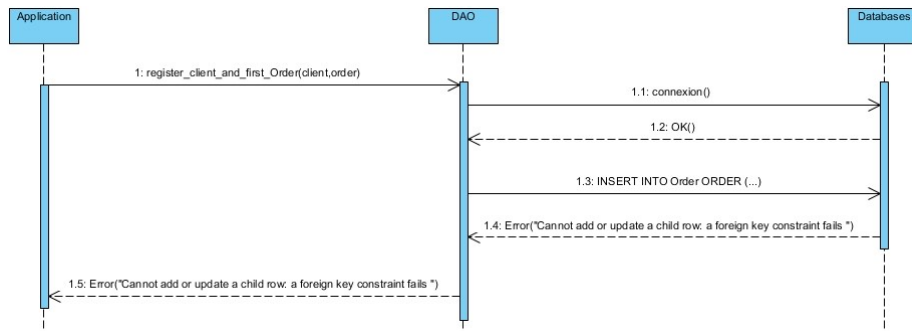 Application
DAO
Databases
1: register_client_and_first_Order(client,order)
1.1: connexion()
1.2: OK()
1.3: INSERT INTO Order ORDER (...)
1.4: Error("Cannot add or update a child row: a foreign key constraint fails ")
1.5: Error("Cannot add or update a child row: a foreign key constraint fails ")